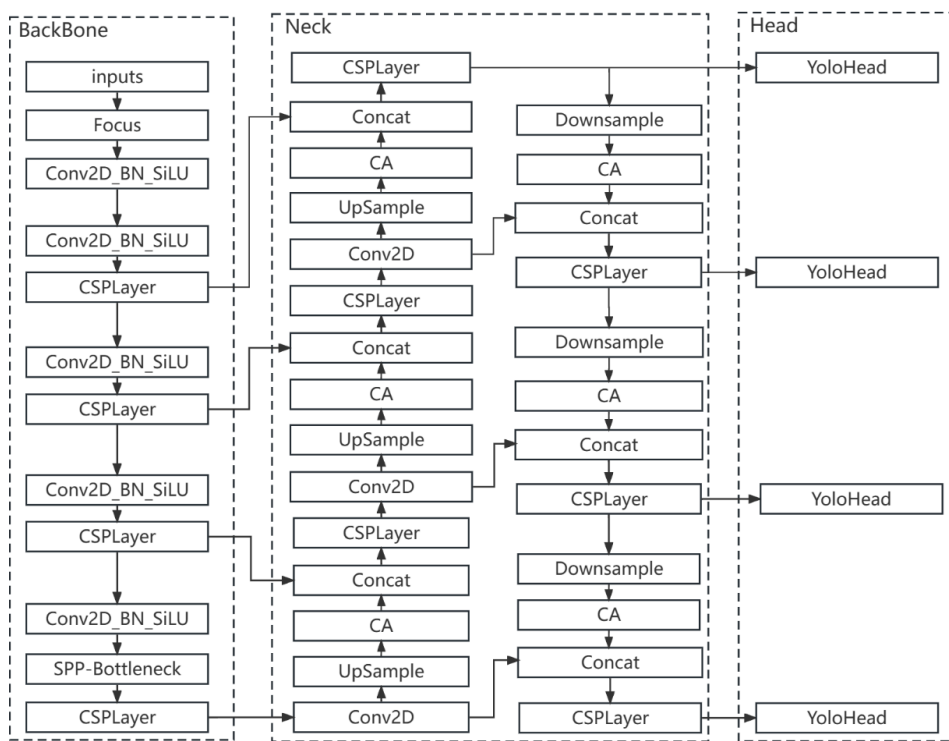 BackBone
inputs
Focus
Conv2D_BN_SiLU
Conv2D_BN_SiLU
CSPLayer
Conv2D_BN_SiLU
CSPLayer
Conv2D_BN_SiLU
CSPLayer
Conv2D_BN_SiLU
SPP-Bottleneck
CSPLayer
Neck
CSPLayer
Concat
CA
UpSample
Conv2D
CSPLayer
Concat
CA
UpSample
Conv2D
CSPLayer
Concat
CA
UpSample
Conv2D
Downsample
CA
Concat
CSPLayer
Downsample
CA
Concat
CSPLayer
Downsample
CA
Concat
CSPLayer
Head
YoloHead
YoloHead
YoloHead
YoloHead